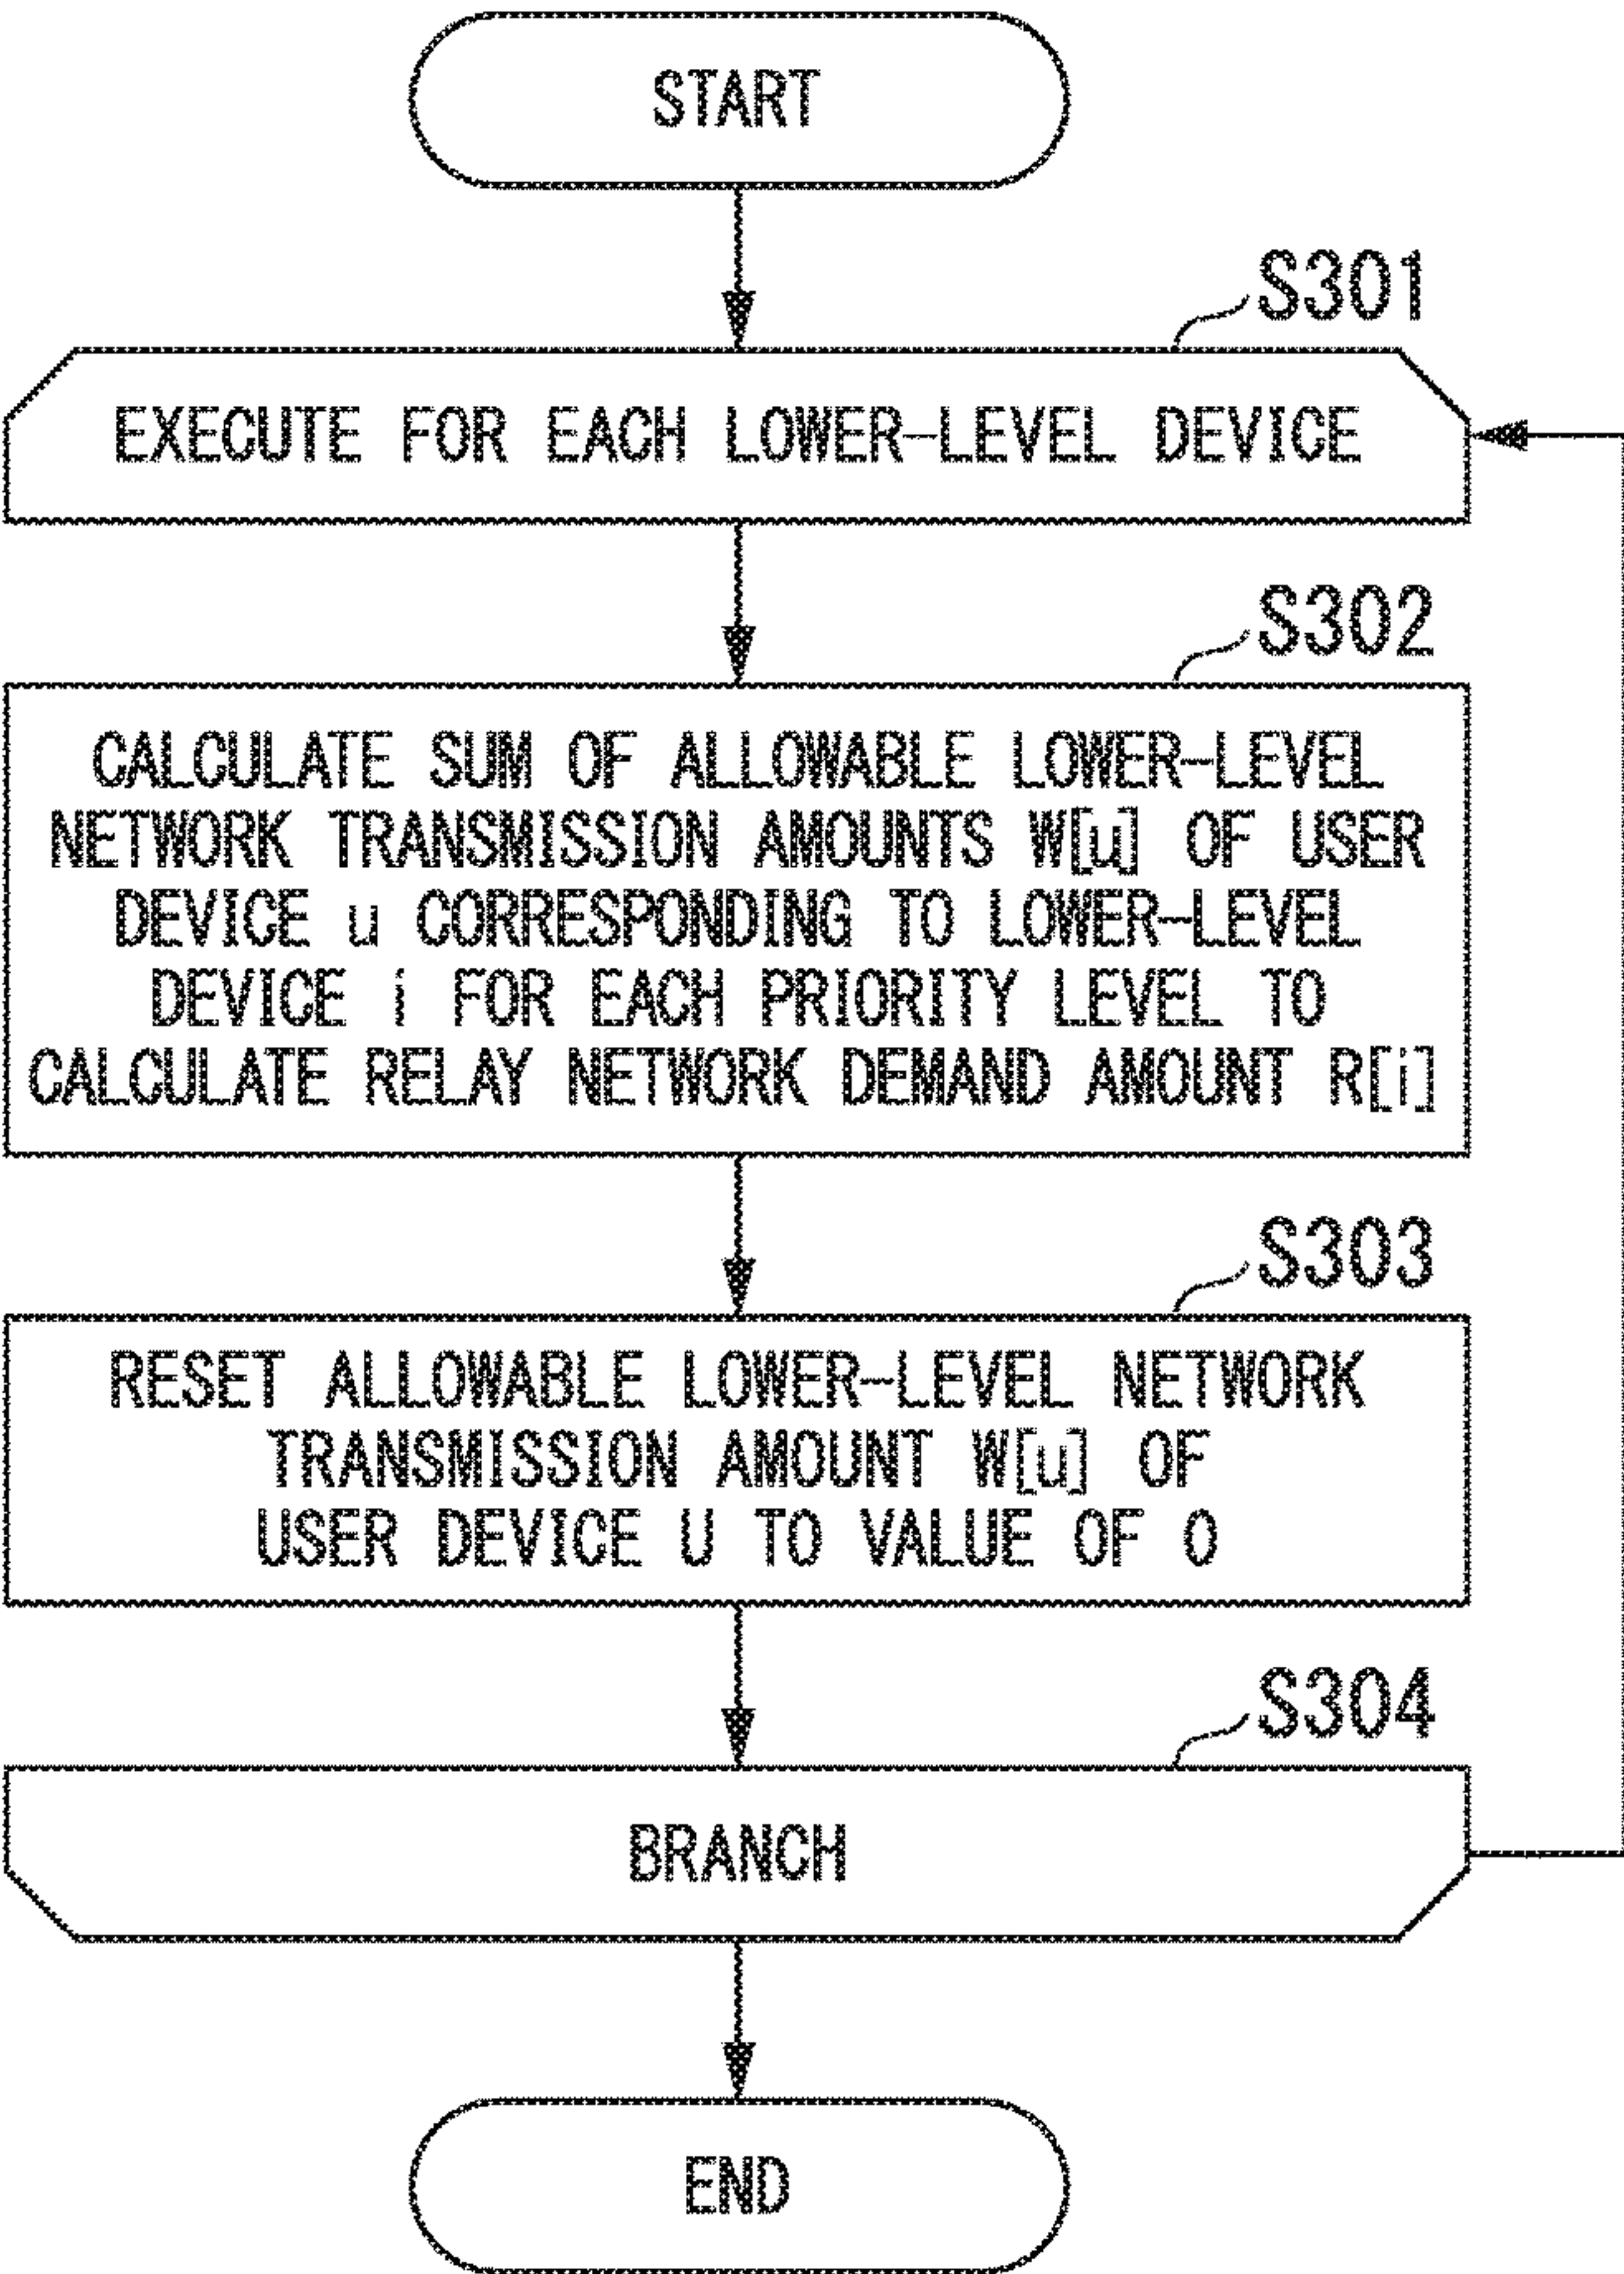 START
S301
EXECUTE FOR EACH LOWER-LEVEL DEVICE
S302
CALCULATE SUM OF ALLOWABLE LOWER-LEVEL
NETWORK TRANSMISSION AMOUNTS W[u] OF USER
DEVICE u CORRESPONDING TO LOWER-LEVEL
DEVICE i FOR EACH PRIORITY LEVEL TO
CALCULATE RELAY NETWORK DEMAND AMOUNT R[i]
S303
RESET ALLOWABLE LOWER-LEVEL NETWORK
TRANSMISSION AMOUNT W[u] OF
USER DEVICE U TO VALUE OF 0
S304
BRANCH
END